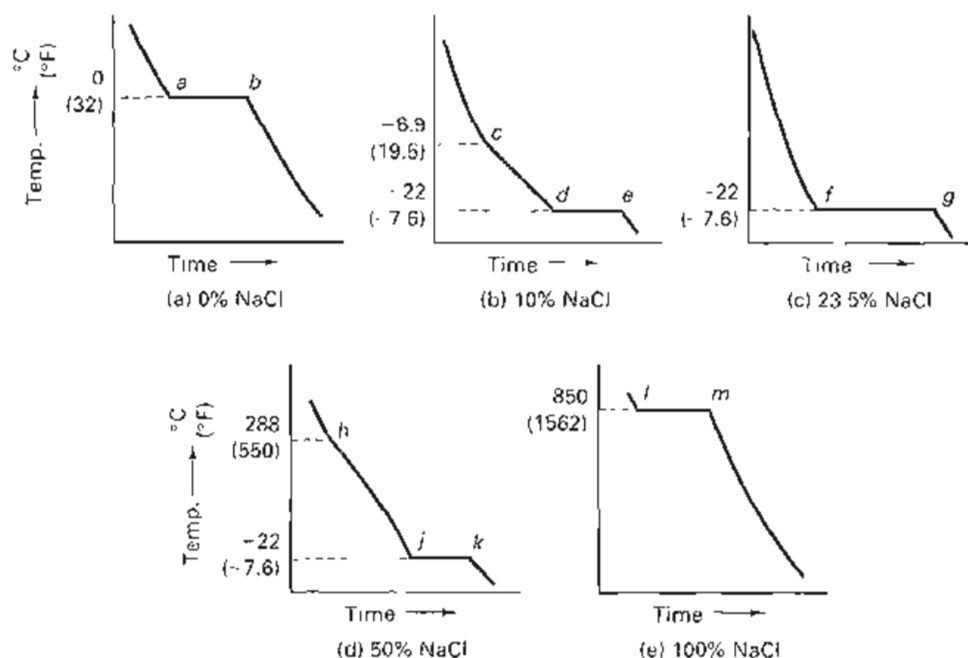 °C
(°F)
Temp.
0
(32)
a
b
Time
(a) 0% NaCl
-6.9
(19.6)
-22
(-7.6)
c
d
e
Time
(b) 10% NaCl
-22
(-7.6)
f
g
Time
(c) 23 5% NaCl
°C
(°F)
Temp.
288
(550)
-22
(-7.6)
h
j
k
Time
(d) 50% NaCl
850
(1562)
l
m
Time
(e) 100% NaCl